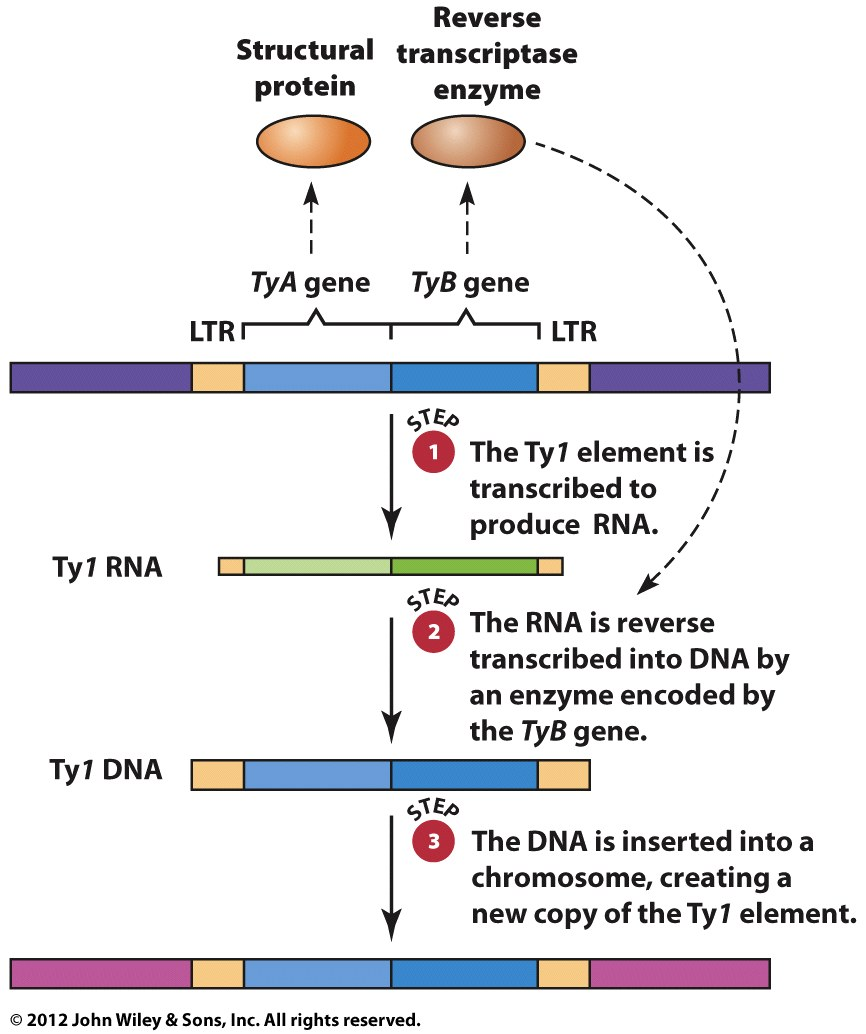 Structural
protein
Reverse
transcriptase
enzyme
TyA gene
TyB gene
LTR
LTR
STEP
1
The Ty1 element is
transcribed to
produce RNA.
Ty1 RNA
STEP
2
The RNA is reverse
transcribed into DNA by
an enzyme encoded by
the TyB gene.
Ty1 DNA
STEP
3
The DNA is inserted into a
chromosome, creating a
new copy of the Ty1 element.
© 2012 John Wiley & Sons, Inc. All rights reserved.